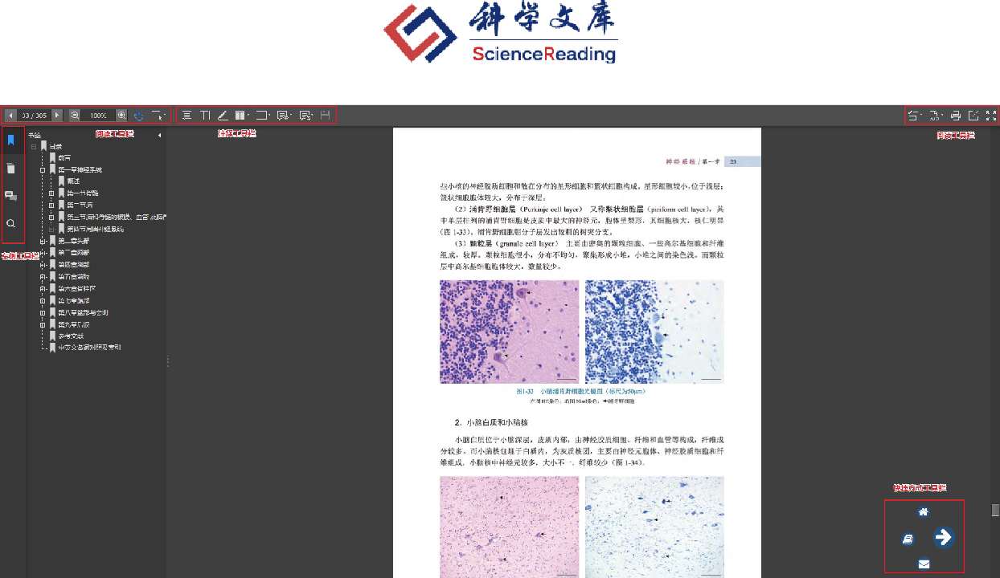 科学文库
ScienceReading
33 / 305
100%
书签
阅读工具栏
注释工具栏
阅读工具栏
目录
前言
第一章神经系统
概述
第一节脊髓
第二节脑
第三节脑和脊髓的被膜、血管
第四节周围神经系统
第二章头部
第三章颈部
第四章胸部
第五章前肢
第六章脊柱区
第七章腹部
第八章盆部与会阴
第九章后肢
参考文献
中英文名词对照及索引
左侧工具栏
神经系统 / 第一章 23
些小核的神经胶质细胞和散在分布的星形细胞和篮状细胞构成。星形细胞较小,位于浅层;
篮状细胞胞体较大,分布于深层。
(2)浦肯野细胞层(Purkinje cell layer) 又称梨状细胞层(piriform cell layer),其
中单层排列的浦肯野细胞是皮质中最大的神经元,胞体呈梨形,其细胞核大,核仁明显
(图 1-33)。浦肯野细胞朝分子层发出较粗的树突分支。
(3)颗粒层(granule cell layer) 主要由密集的颗粒细胞、一些高尔基细胞和纤维
组成,较厚。颗粒细胞很小,分布不均匀,聚集形成小堆,小堆之间的染色浅。而颗粒
层中高尔基细胞胞体较大,数量较少。
图1-33 小脑浦肯野细胞光镜图(标尺为50μm)
左图 HE染色;右图 Nissl染色;➔浦肯野细胞
2. 小脑白质和小脑核
小脑白质位于小脑深层,皮质内部,由神经胶质细胞、纤维和血管等构成,纤维成
分较多。而小脑核包埋于白质内,为灰质核团,主要由神经元胞体、神经胶质细胞和纤
维组成。小脑核中神经元较多,大小不一,纤维较少(图 1-34)。
快捷方式工具栏